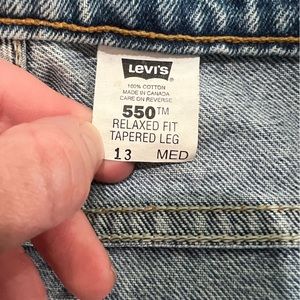 LEVI'S
100% COTTON
MADE IN CANADA
CARE ON REVERSE
550™
RELAXED FIT
TAPERED LEG
13 MED